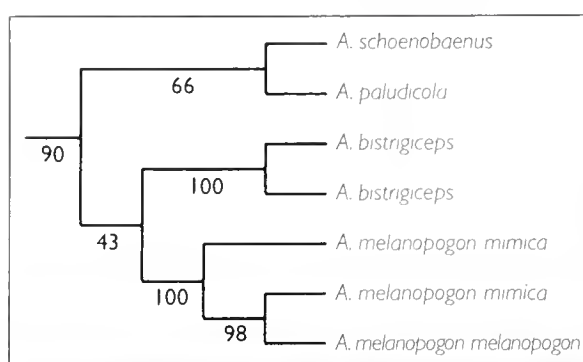 A. schoenobaenus
66
A. paludicola
90
A. bistrigiceps
100
A. bistrigiceps
43
A. melanopogon mimica
100
A. melanopogon mimica
98
A. melanopogon melanopogon